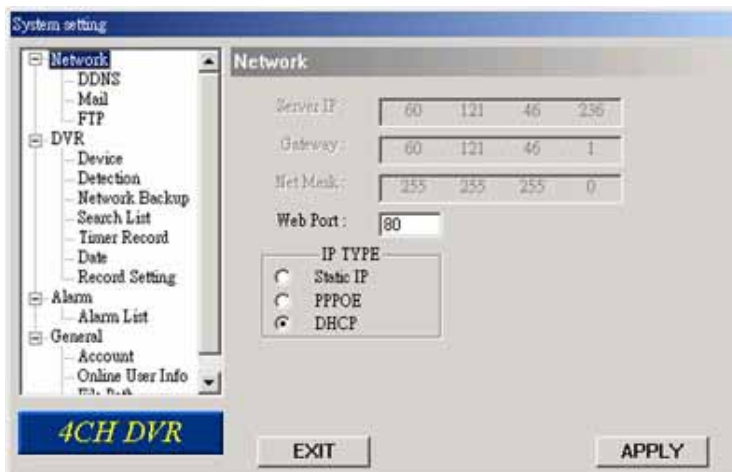 System setting
Network
DDNS
Mail
FTP
DVR
Device
Detection
Network Backup
Search List
Timer Record
Date
Record Setting
Alarm
Alarm List
General
Account
Online User Info
File Path
4CH DVR
Network
Server IP : 60 121 46 236
Gateway : 60 121 46 1
Net Mask : 255 255 255 0
Web Port : 80
IP TYPE
Static IP
PPPOE
DHCP
EXIT
APPLY